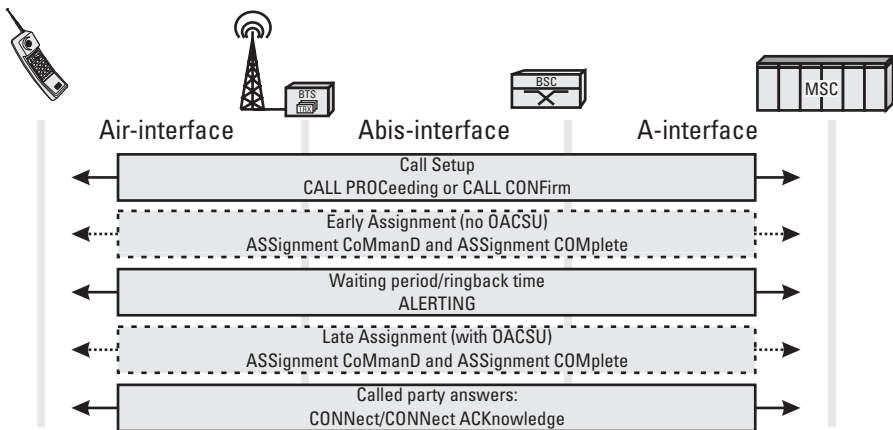 BTS
TRX
BSC
MSC
Air-interface
Abis-interface
A-interface
Call Setup
CALL PROCeeding or CALL CONFirm
Early Assignment (no OACSU)
ASSignment CoMmanD and ASSignment COMplete
Waiting period/ringback time
ALERTING
Late Assignment (with OACSU)
ASSignment CoMmanD and ASSignment COMplete
Called party answers:
CONNect/CONNect ACKnowledge